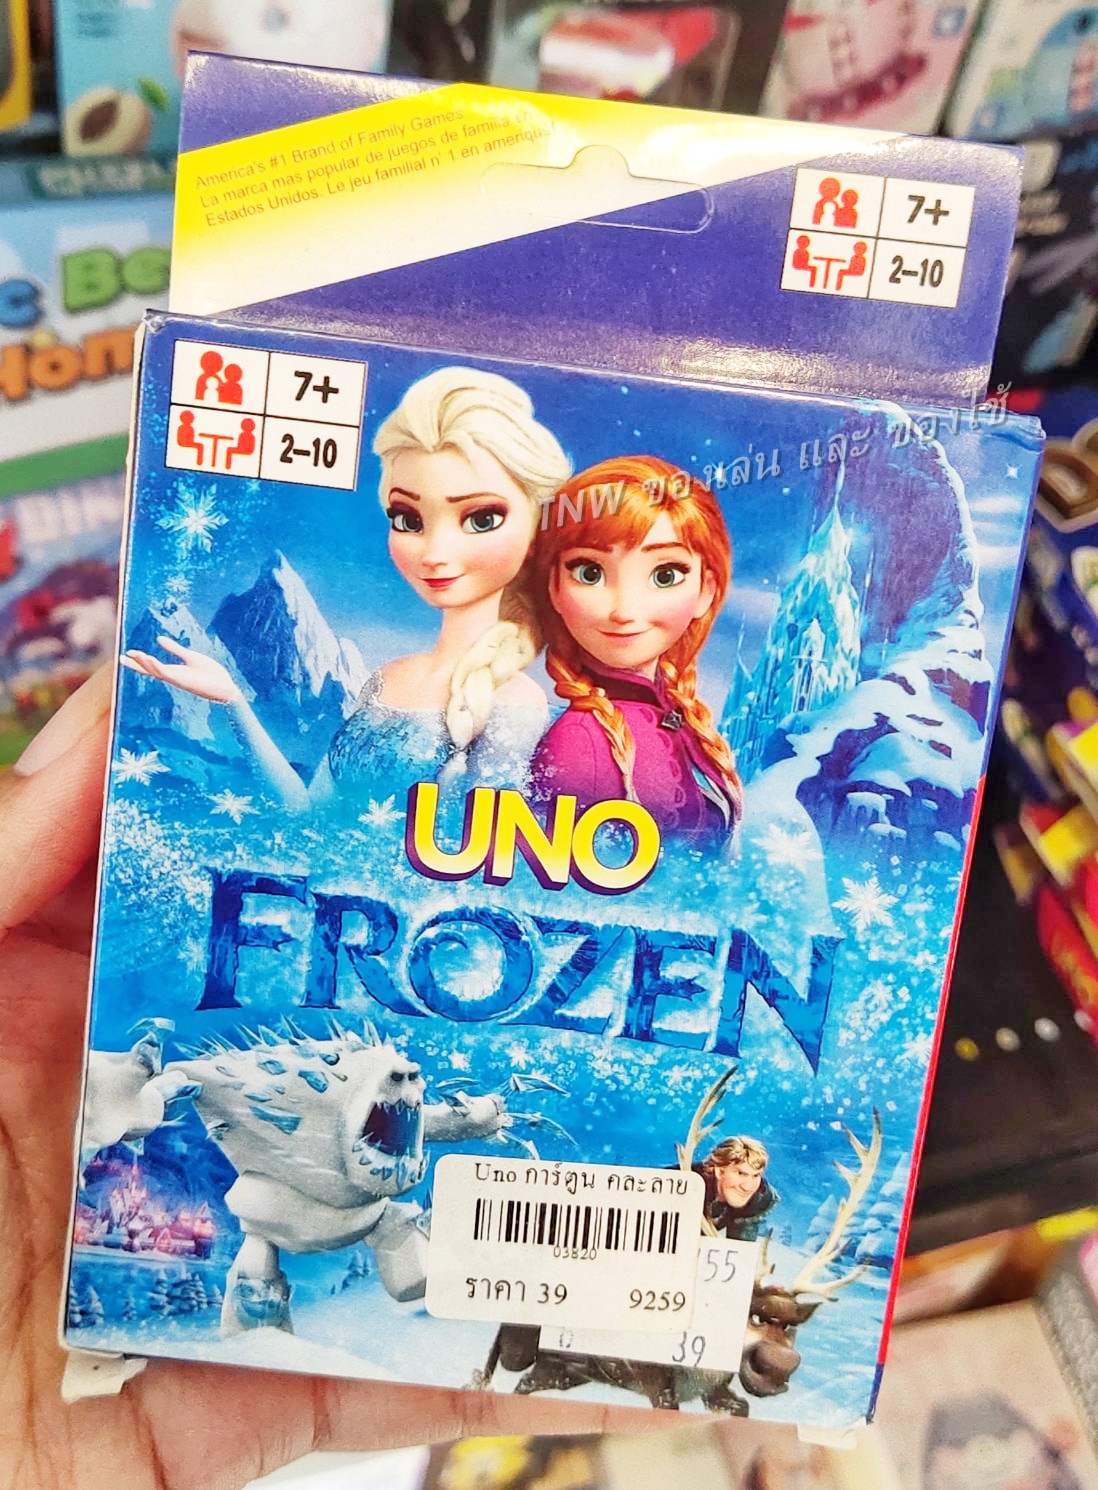 America's #1 Brand of Family Games
La marca mas popular de juegos de familia
Estados Unidos. Le jeu familial n° 1 en amerique
7+
2-10
7+
2-10
TNW ของเล่น และ ของใช้
UNO
FROZEN
Uno การ์ตูน คละลาย
03820
ราคา 39 9259
55
39